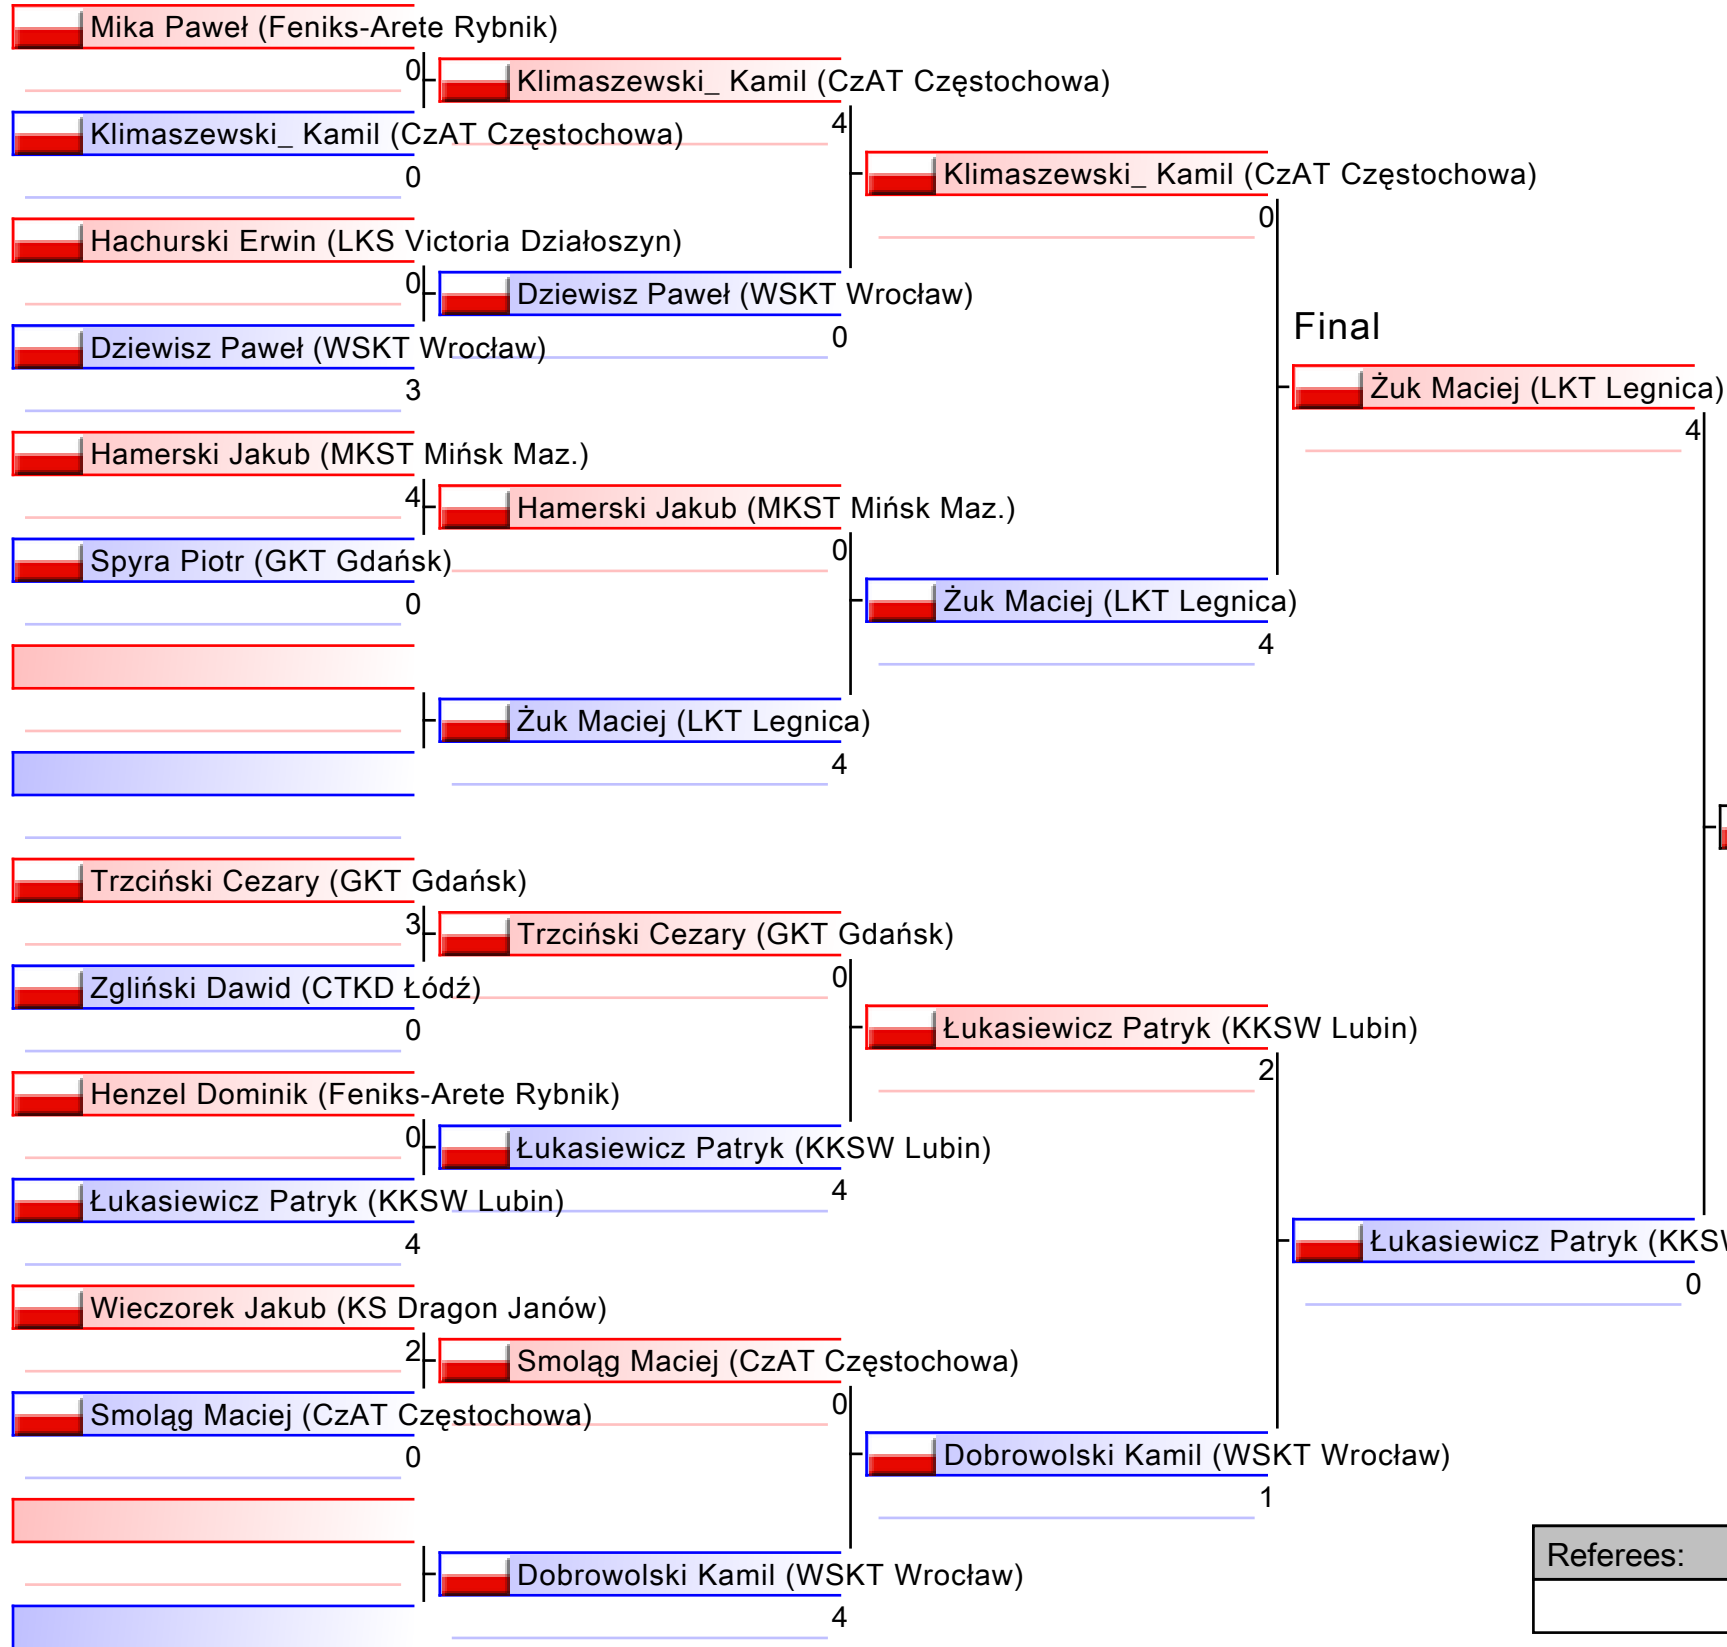 Mika Paweł (Feniks-Arete Rybnik)
0
Klimaszewski_ Kamil (CzAT Częstochowa)
Klimaszewski_ Kamil (CzAT Częstochowa)
0
4
Klimaszewski_ Kamil (CzAT Częstochowa)
0
Hachurski Erwin (LKS Victoria Działoszyn)
0
Dziewisz Paweł (WSKT Wrocław)
Dziewisz Paweł (WSKT Wrocław)
3
0
Final
Żuk Maciej (LKT Legnica)
4
Hamerski Jakub (MKST Mińsk Maz.)
4
Hamerski Jakub (MKST Mińsk Maz.)
Spyra Piotr (GKT Gdańsk)
0
0
Żuk Maciej (LKT Legnica)
4
Żuk Maciej (LKT Legnica)
4
Trzciński Cezary (GKT Gdańsk)
3
Trzciński Cezary (GKT Gdańsk)
Zgliński Dawid (CTKD Łódź)
0
0
Łukasiewicz Patryk (KKSW Lubin)
2
Henzel Dominik (Feniks-Arete Rybnik)
0
Łukasiewicz Patryk (KKSW Lubin)
Łukasiewicz Patryk (KKSW Lubin)
4
4
Łukasiewicz Patryk (KKSW
0
Wieczorek Jakub (KS Dragon Janów)
2
Smoląg Maciej (CzAT Częstochowa)
Smoląg Maciej (CzAT Częstochowa)
0
0
Dobrowolski Kamil (WSKT Wrocław)
1
Dobrowolski Kamil (WSKT Wrocław)
4
Referees: